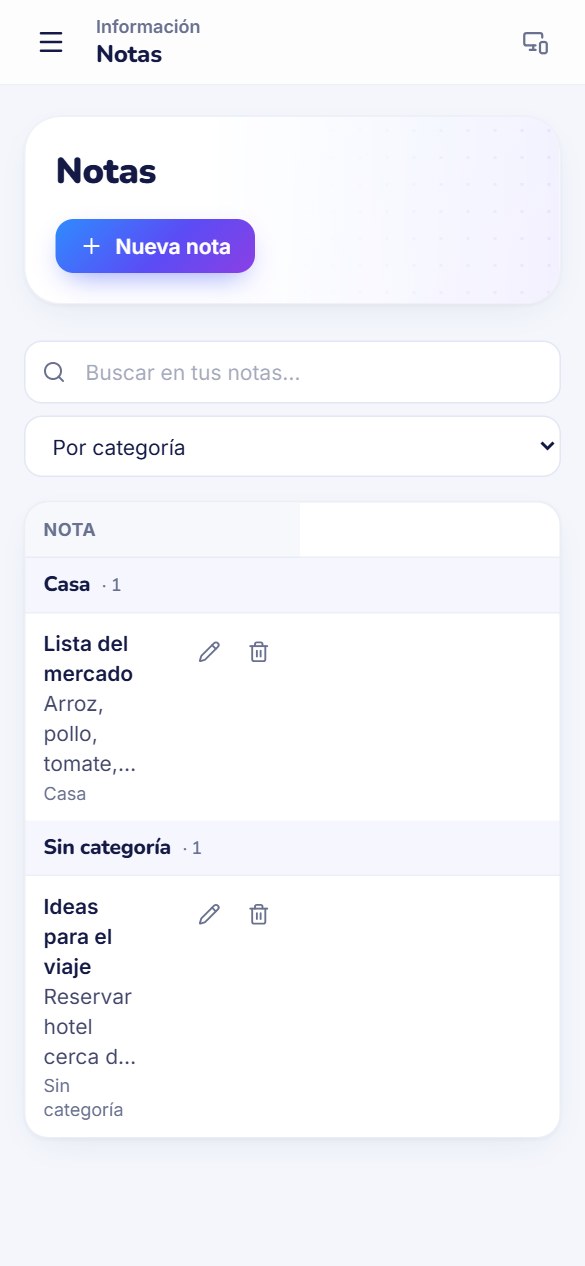 Información
Notas
Notas
+ Nueva nota
Buscar en tus notas...
Por categoría
NOTA
Casa · 1
Lista del
mercado
Arroz,
pollo,
tomate,...
Casa
Sin categoría · 1
Ideas
para el
viaje
Reservar
hotel
cerca d...
Sin
categoría